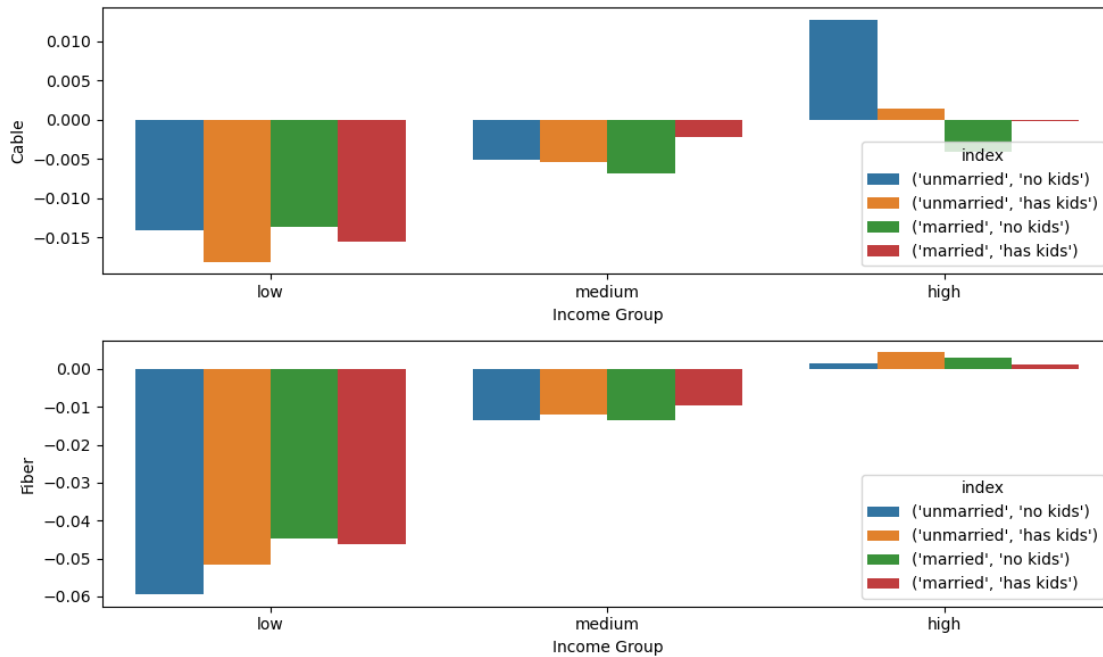 0.010
0.005
0.000
−0.005
−0.010
−0.015
Cable
low medium high
Income Group
index
('unmarried', 'no kids')
('unmarried', 'has kids')
('married', 'no kids')
('married', 'has kids')
0.00
−0.01
−0.02
−0.03
−0.04
−0.05
−0.06
Fiber
low medium high
Income Group
index
('unmarried', 'no kids')
('unmarried', 'has kids')
('married', 'no kids')
('married', 'has kids')